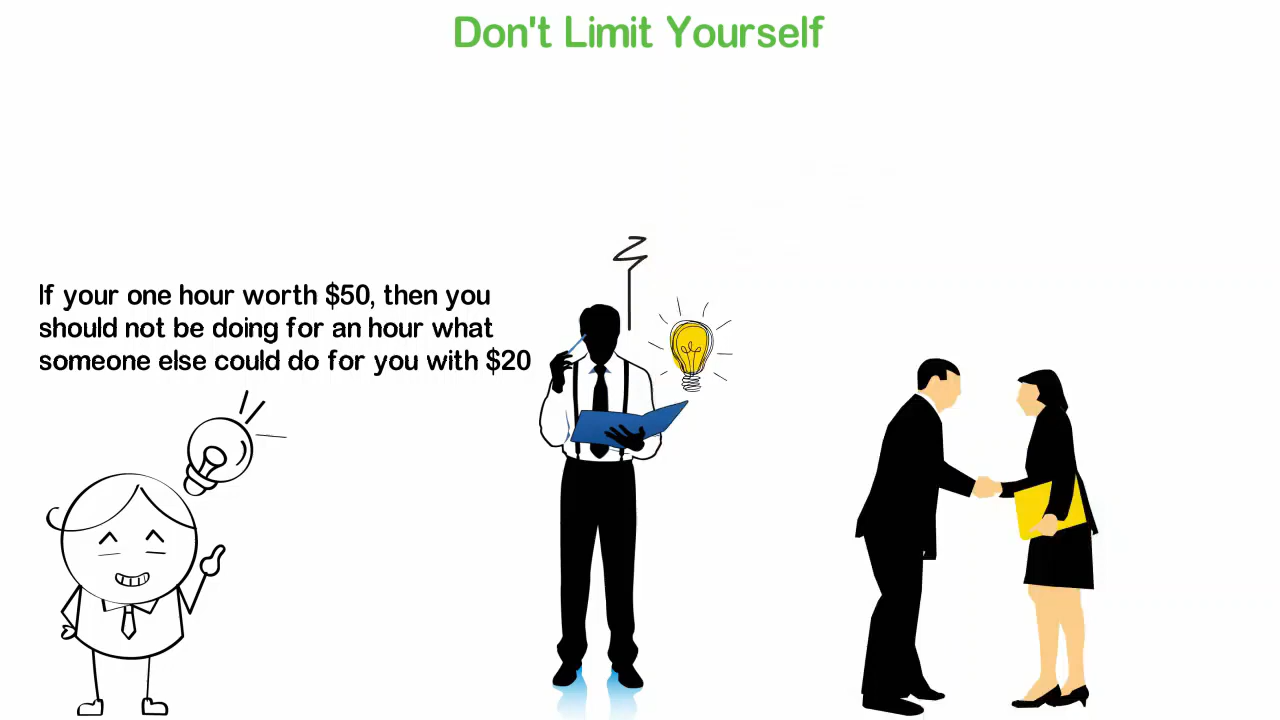 Don't Limit Yourself
If your one hour worth $50, then you
should not be doing for an hour what
someone else could do for you with $20